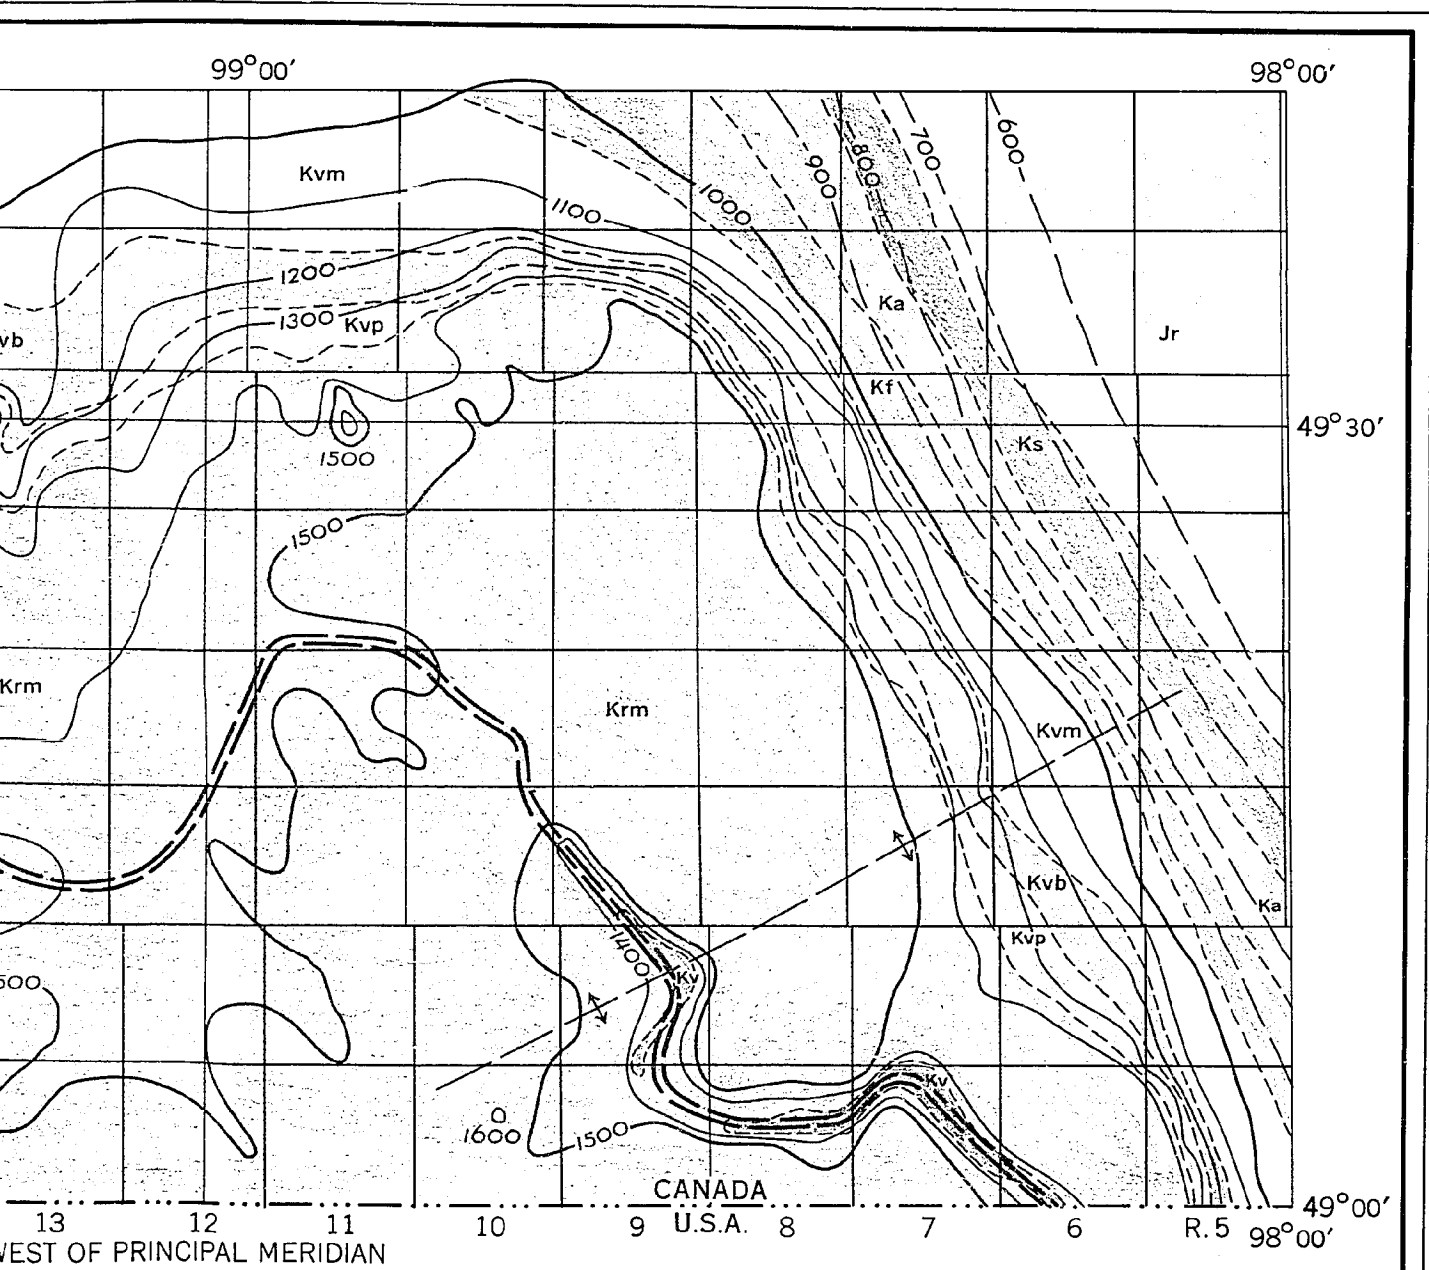 99°00′
98°00′
600
700
800
900
Kvm
1000
1100
1200
1300
Kvp
Ka
Jr
vb
Kf
49°30′
Ks
1500
1500
Krm
Krm
Kvm
Kvb
Ka
Kvp
1400
Kv
500
Kv
1600
1500
CANADA
49°00′
13 12 11 10 9 U.S.A. 8 7 6 R.5 98°00′
WEST OF PRINCIPAL MERIDIAN